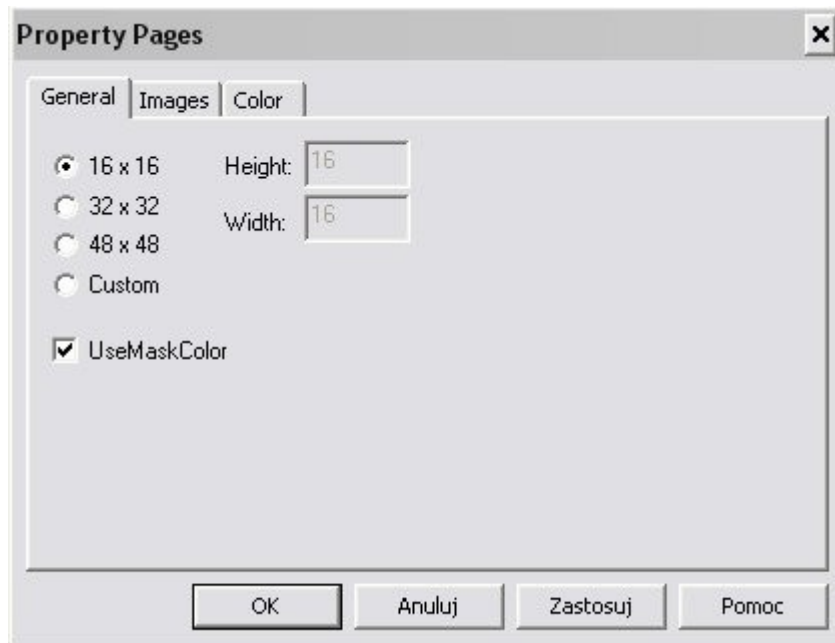 Property Pages
General Images Color
16 x 16 Height: 16
32 x 32
Width: 16
48 x 48
Custom
UseMaskColor
OK Anuluj Zastosuj Pomoc